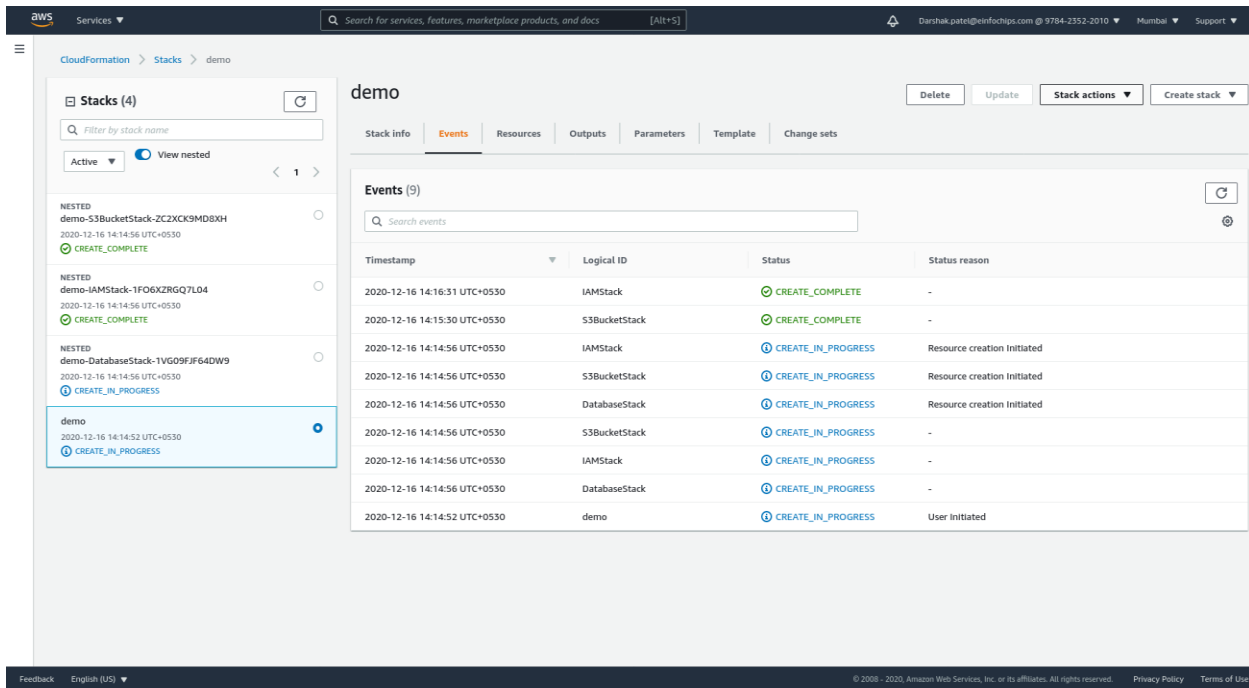 aws Services Search for services, features, marketplace products, and docs [Alt+S] Darshak.patel@einfochips.com @ 9784-2352-2010 Mumbai Support
CloudFormation > Stacks > demo
Stacks (4)
Filter by stack name
Active View nested
< 1 >
NESTED
demo-S3BucketStack-ZC2XCK9MD8XH
2020-12-16 14:14:56 UTC+0530
CREATE_COMPLETE
NESTED
demo-IAMStack-1FO6XZRGQ7L04
2020-12-16 14:14:56 UTC+0530
CREATE_COMPLETE
NESTED
demo-DatabaseStack-1VG09FJF64DW9
2020-12-16 14:14:56 UTC+0530
CREATE_IN_PROGRESS
demo
2020-12-16 14:14:52 UTC+0530
CREATE_IN_PROGRESS
demo
Delete Update Stack actions Create stack
Stack info Events Resources Outputs Parameters Template Change sets
Events (9)
Search events
Timestamp Logical ID Status Status reason
2020-12-16 14:16:31 UTC+0530 IAMStack CREATE_COMPLETE -
2020-12-16 14:15:30 UTC+0530 S3BucketStack CREATE_COMPLETE -
2020-12-16 14:14:56 UTC+0530 IAMStack CREATE_IN_PROGRESS Resource creation Initiated
2020-12-16 14:14:56 UTC+0530 S3BucketStack CREATE_IN_PROGRESS Resource creation Initiated
2020-12-16 14:14:56 UTC+0530 DatabaseStack CREATE_IN_PROGRESS Resource creation Initiated
2020-12-16 14:14:56 UTC+0530 S3BucketStack CREATE_IN_PROGRESS -
2020-12-16 14:14:56 UTC+0530 IAMStack CREATE_IN_PROGRESS -
2020-12-16 14:14:56 UTC+0530 DatabaseStack CREATE_IN_PROGRESS -
2020-12-16 14:14:52 UTC+0530 demo CREATE_IN_PROGRESS User Initiated
Feedback English (US) © 2008 - 2020, Amazon Web Services, Inc. or its affiliates. All rights reserved. Privacy Policy Terms of Use